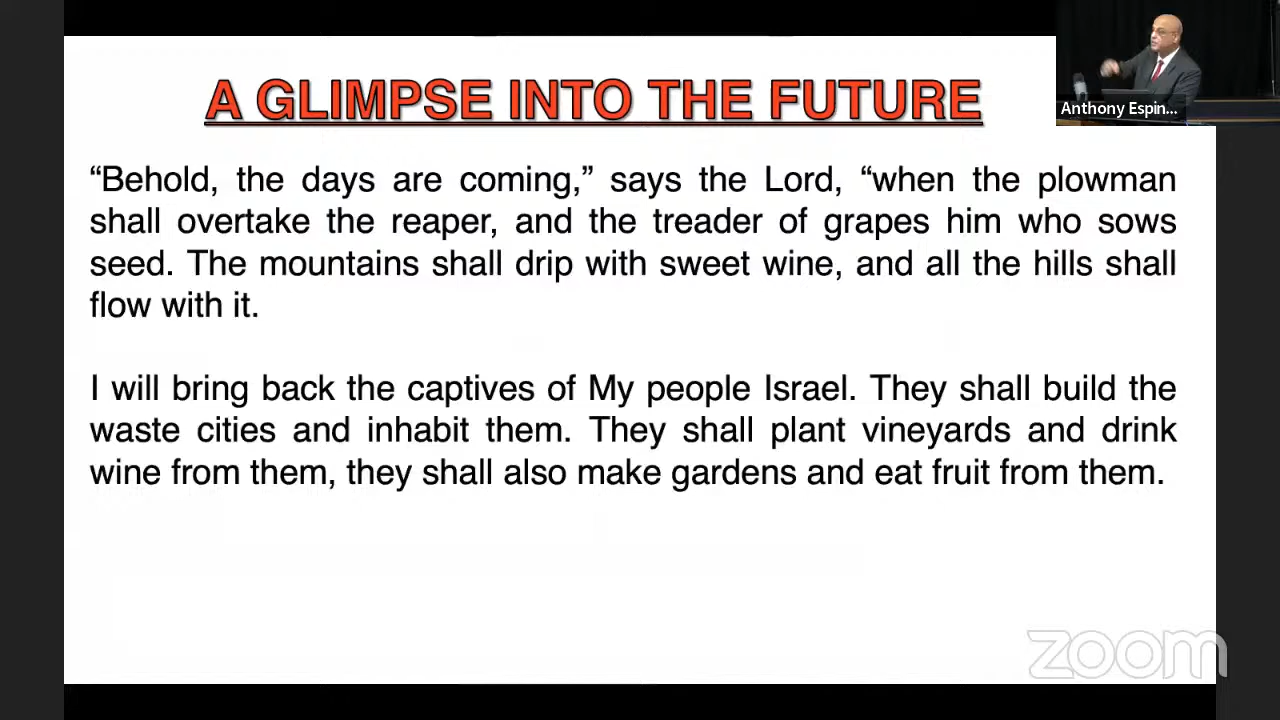 A GLIMPSE INTO THE FUTURE
Anthony Espin...
“Behold, the days are coming,” says the Lord, “when the plowman
shall overtake the reaper, and the treader of grapes him who sows
seed. The mountains shall drip with sweet wine, and all the hills shall
flow with it.
I will bring back the captives of My people Israel. They shall build the
waste cities and inhabit them. They shall plant vineyards and drink
wine from them, they shall also make gardens and eat fruit from them.
zoom